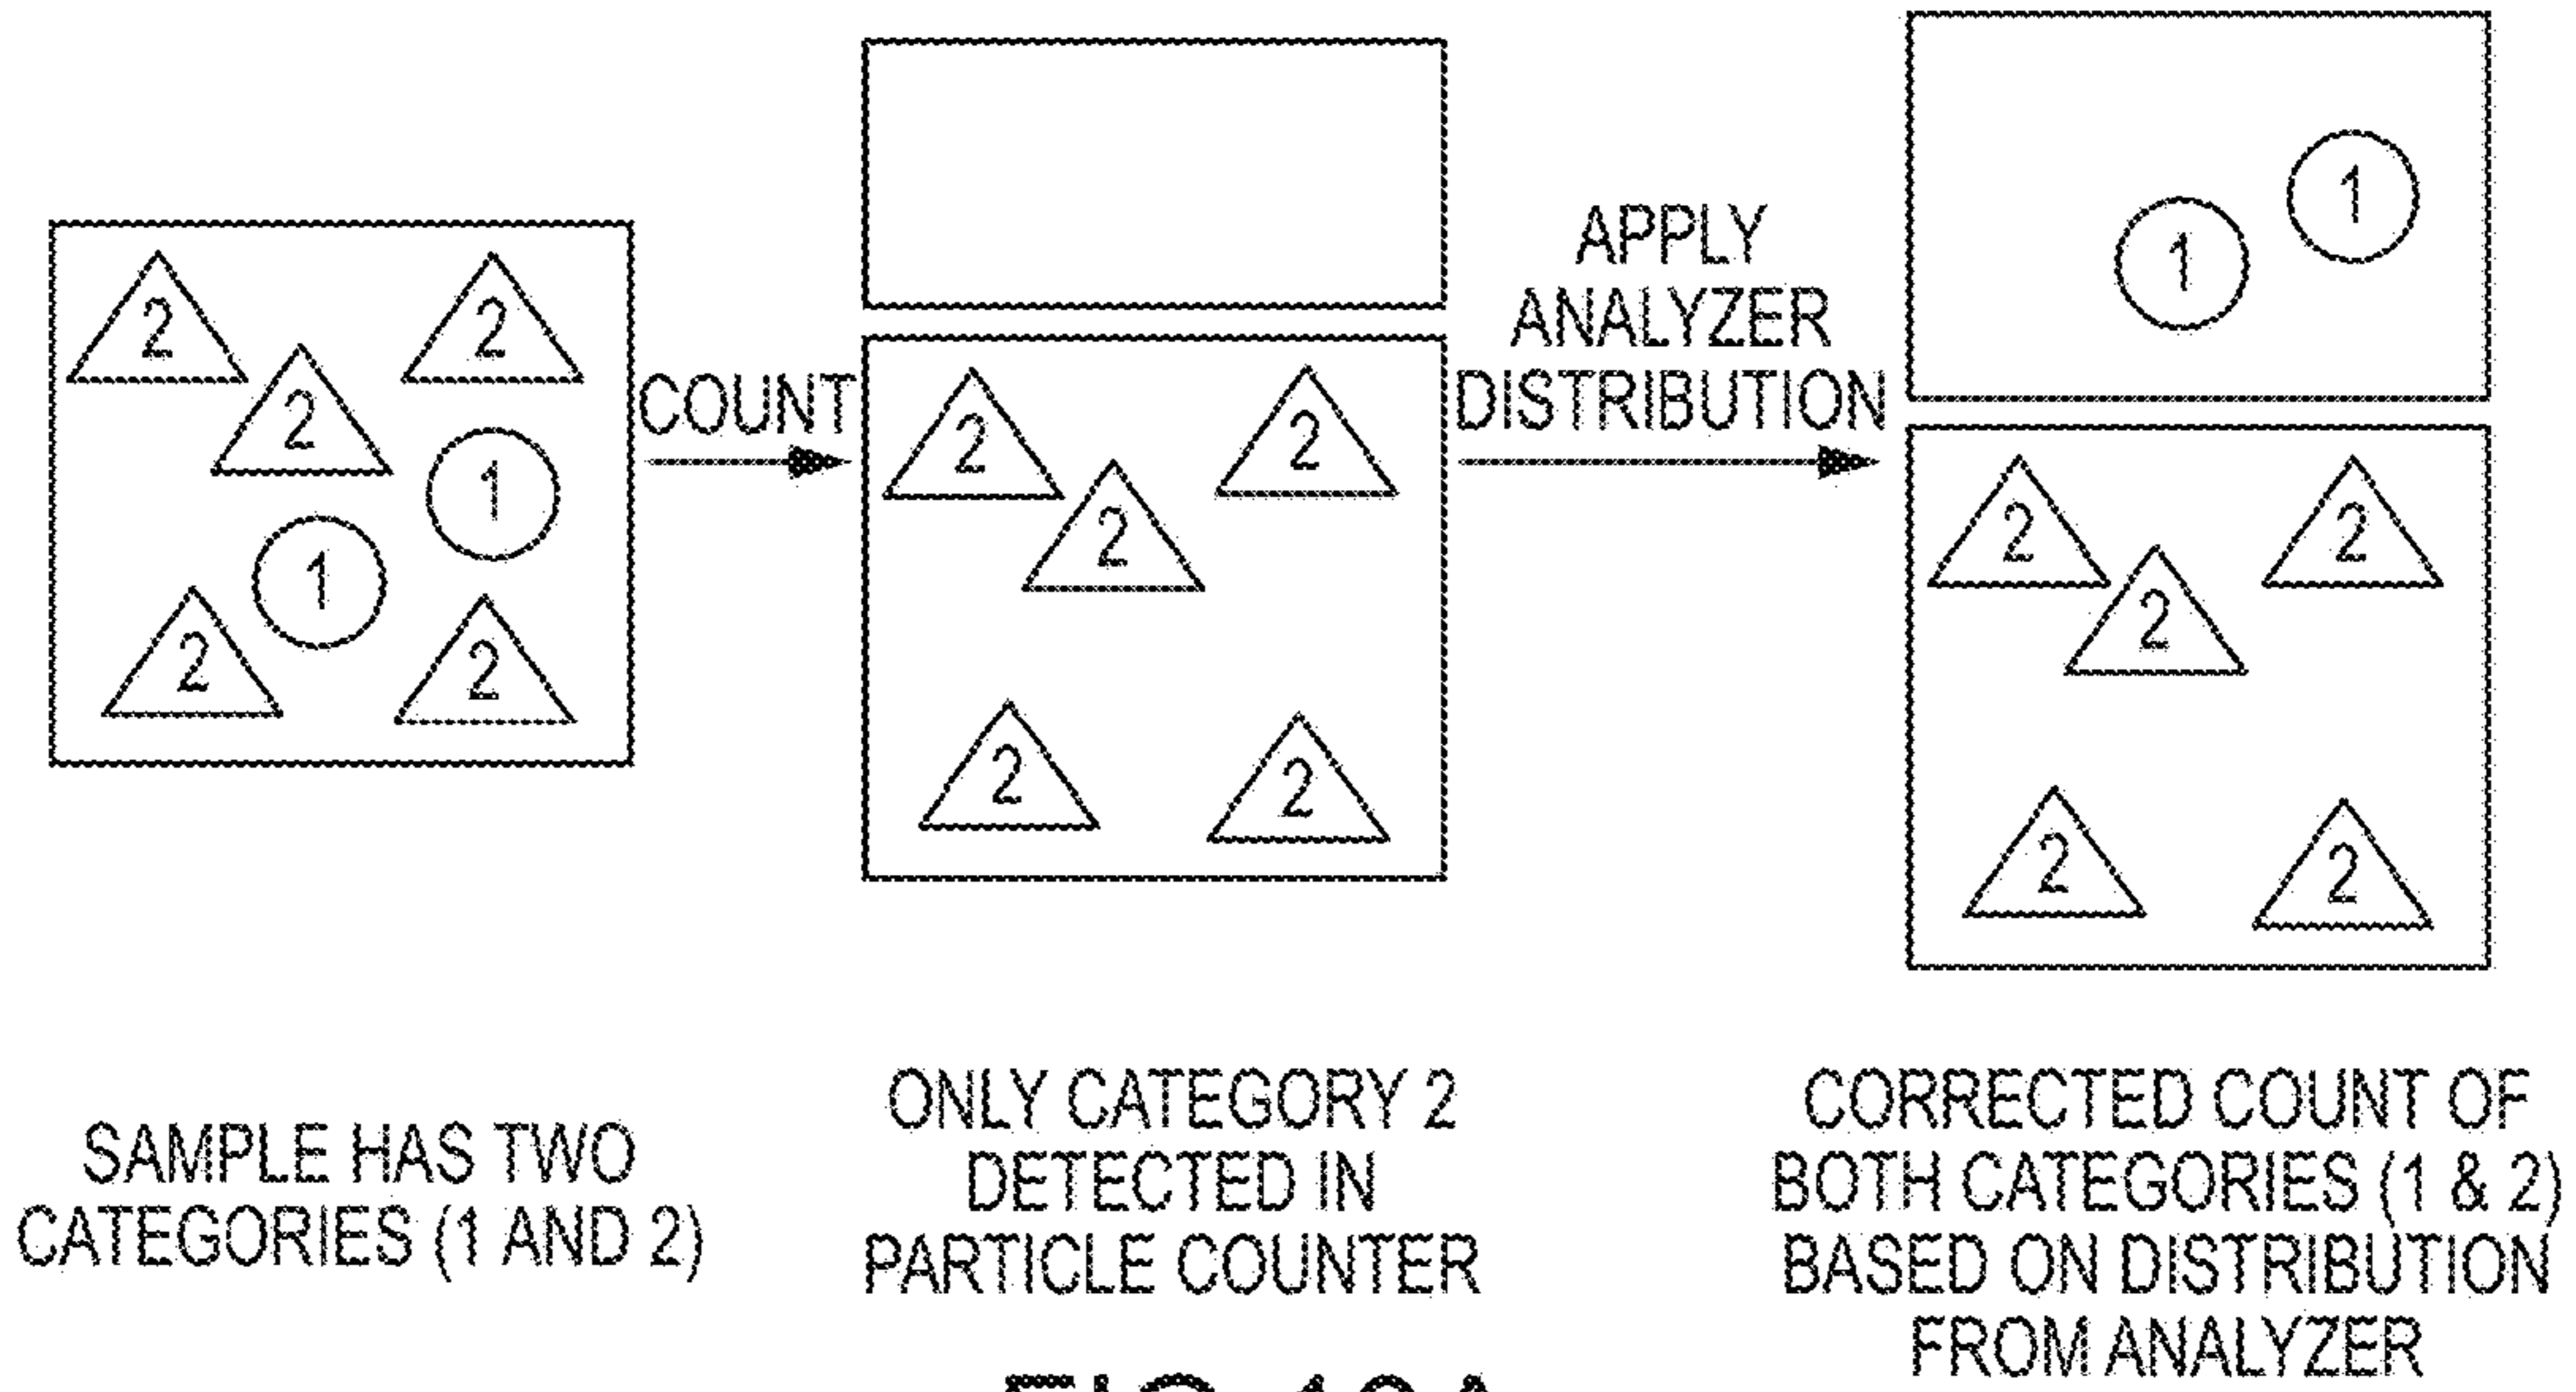 2
2
2
1
1
2
2
COUNT
2
2
2
2
2
APPLY
ANALYZER
DISTRIBUTION
1
1
2
2
2
2
2
SAMPLE HAS TWO
CATEGORIES (1 AND 2)
ONLY CATEGORY 2
DETECTED IN
PARTICLE COUNTER
CORRECTED COUNT OF
BOTH CATEGORIES (1 & 2)
BASED ON DISTRIBUTION
FROM ANALYZER